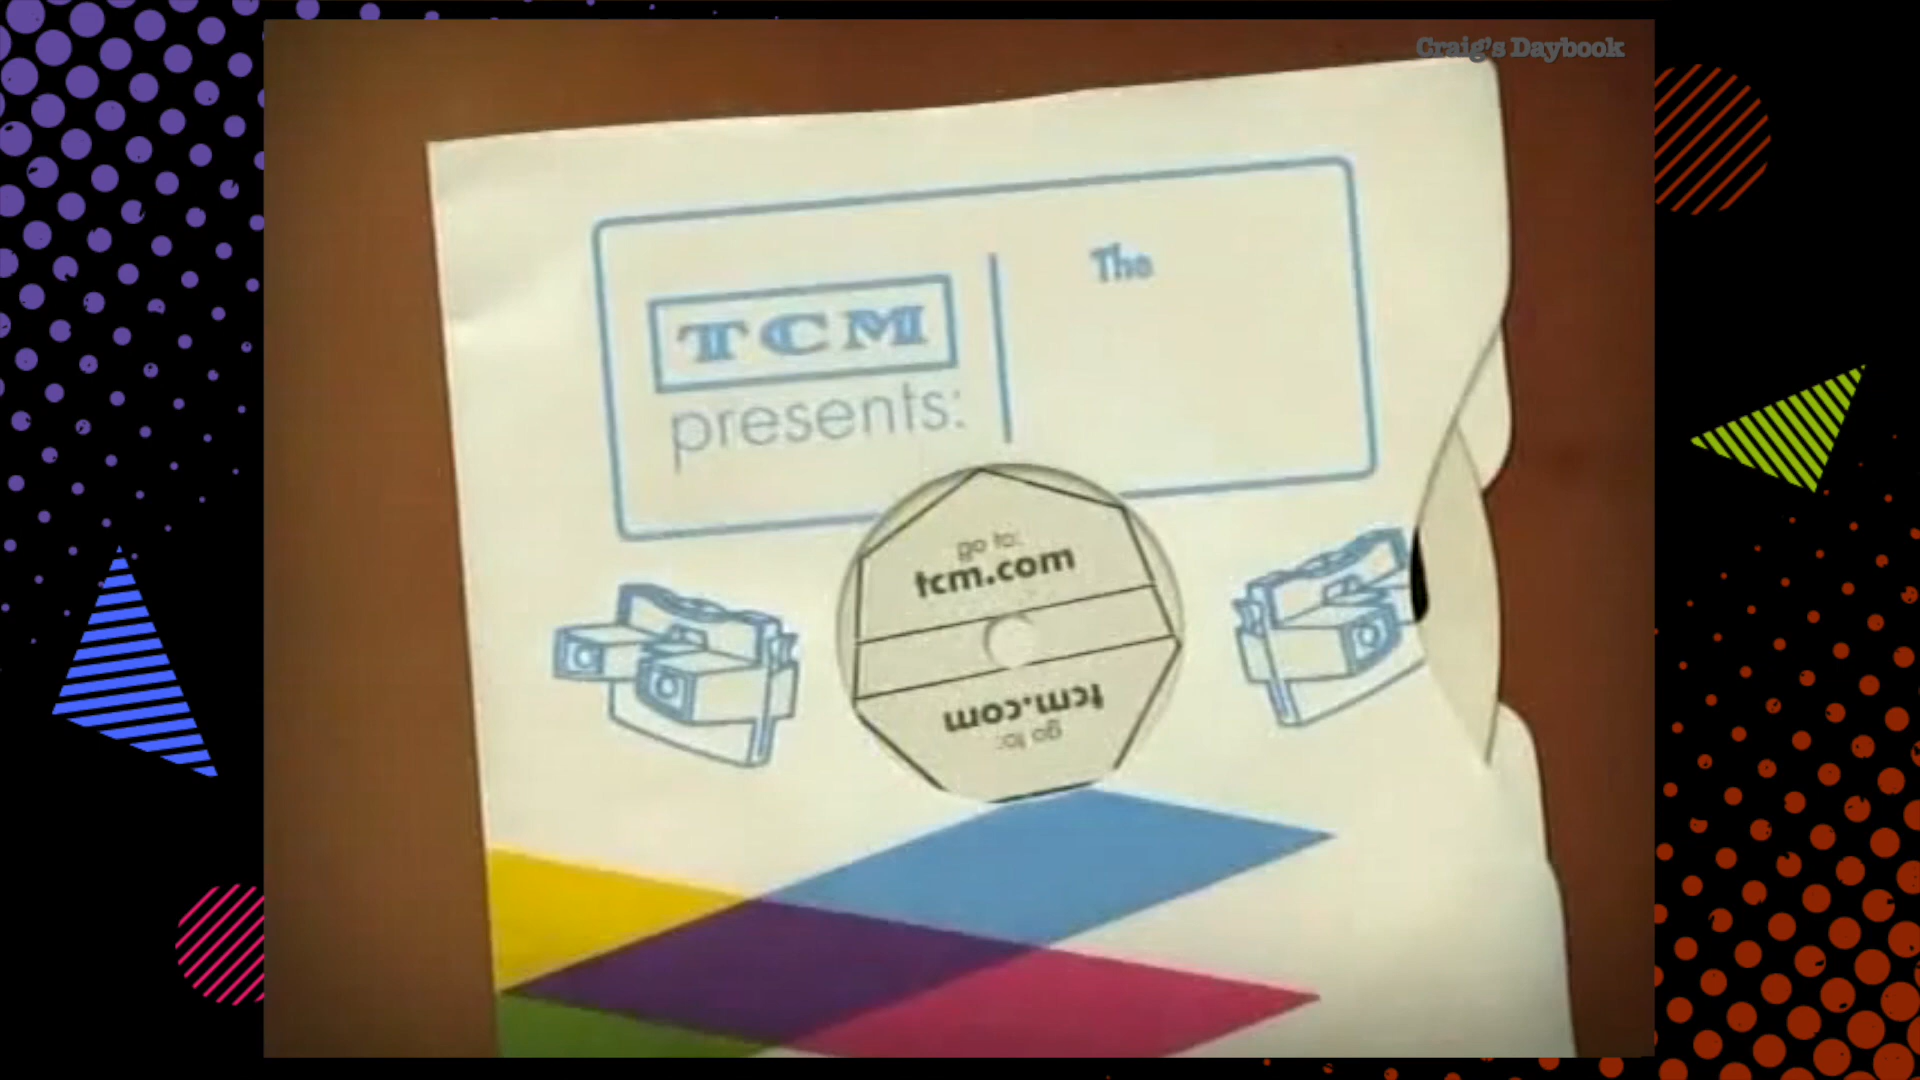 Craig's Daybook
The
TCM
presents:
go to:
tcm.com
tcm.com
go to: